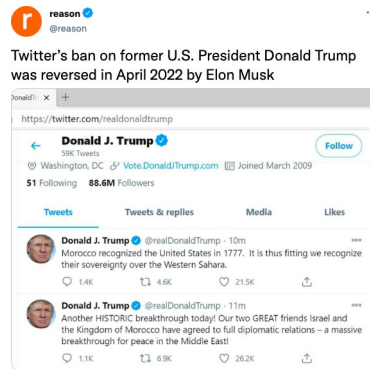 reason
@reason
Twitter's ban on former U.S. President Donald Trump
was reversed in April 2022 by Elon Musk
DonaldT × +
https://twitter.com/realdonaldtrump
Donald J. Trump
59K Tweets
Follow
Washington, DC Vote.DonaldJTrump.com Joined March 2009
51 Following 88.6M Followers
Tweets Tweets & replies Media Likes
Donald J. Trump @realDonaldTrump · 10m
Morocco recognized the United States in 1777. It is thus fitting we recognize
their sovereignty over the Western Sahara.
1.4K 4.6K 21.5K
Donald J. Trump @realDonaldTrump · 11m
Another HISTORIC breakthrough today! Our two GREAT friends Israel and
the Kingdom of Morocco have agreed to full diplomatic relations – a massive
breakthrough for peace in the Middle East!
1.1K 6.9K 26.2K